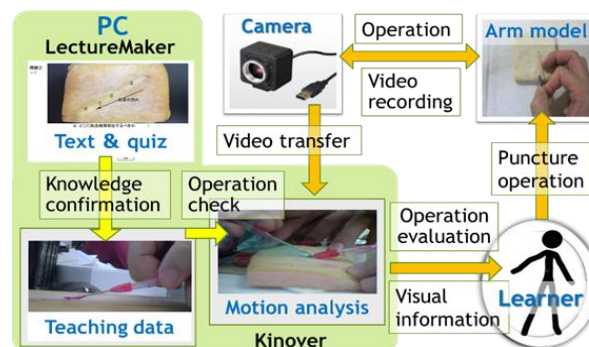 PC
LectureMaker
Text & quiz
Camera
Operation
Video
recording
Arm model
Video transfer
Puncture
operation
Knowledge
confirmation
Operation
check
Operation
evaluation
Teaching data
Motion analysis
Visual
information
Learner
Kinover